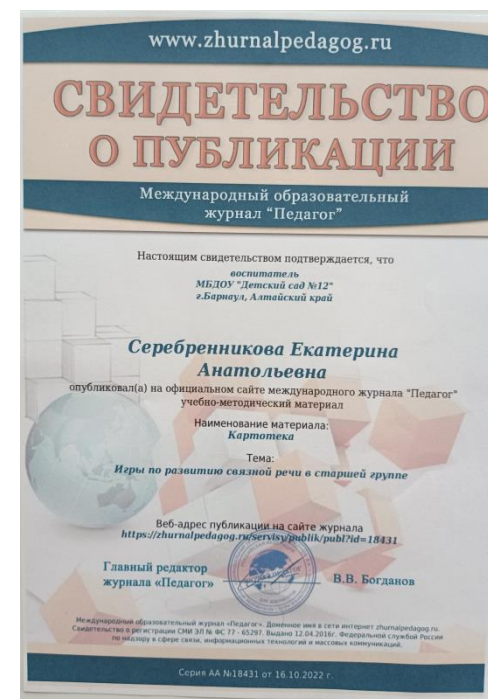 www.zhurnalpedagog.ru
СВИДЕТЕЛЬСТВО
О ПУБЛИКАЦИИ
Международный образовательный
журнал "Педагог"
Настоящим свидетельством подтверждается, что
воспитатель
МБДОУ "Детский сад №12"
г.Барнаул, Алтайский край
Серебренникова Екатерина
Анатольевна
опубликовал(а) на официальном сайте международного журнала "Педагог"
учебно-методический материал
Наименование материала:
Картотека
Тема:
Игры по развитию связной речи в старшей группе
Веб-адрес публикации на сайте журнала
https://zhurnalpedagog.ru/servisy/publik/publ?id=18431
Главный редактор
журнала «Педагог»
В.В. Богданов
Международный образовательный журнал «Педагог». Доменное имя в сети интернет zhurnalpedagog.ru.
Свидетельство о регистрации СМИ ЭЛ № ФС 77 - 65297. Выдано 12.04.2016г. Федеральной службой России
по надзору в сфере связи, информационных технологий и массовых коммуникаций.
Серия АА №18431 от 16.10.2022 г.